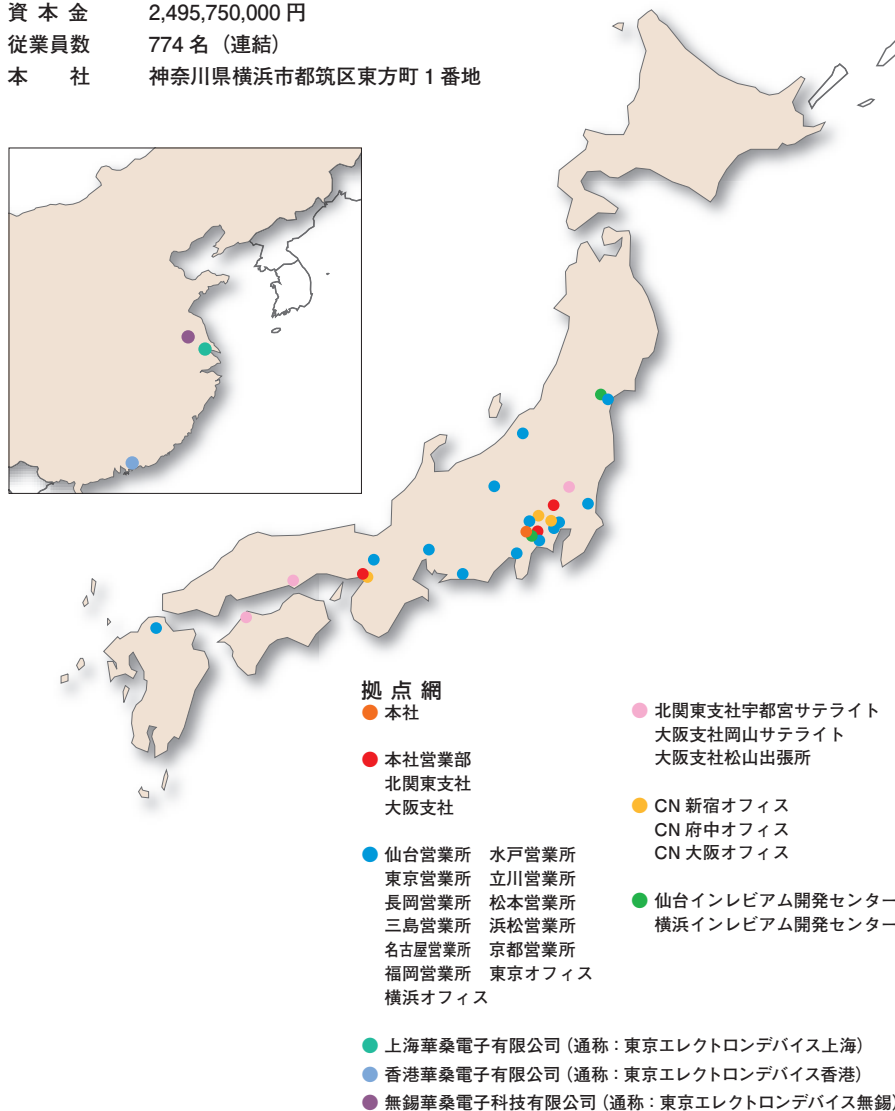 資本金 2,495,750,000 円
従業員数 774 名（連結）
本社 神奈川県横浜市都筑区東方町 1 番地
拠点網
本社
本社営業部
北関東支社
大阪支社
仙台営業所 水戸営業所
東京営業所 立川営業所
長岡営業所 松本営業所
三島営業所 浜松営業所
名古屋営業所 京都営業所
福岡営業所 東京オフィス
横浜オフィス
北関東支社宇都宮サテライト
大阪支社岡山サテライト
大阪支社松山出張所
CN 新宿オフィス
CN 府中オフィス
CN 大阪オフィス
仙台インレビアム開発センター
横浜インレビアム開発センター
上海華桑電子有限公司（通称：東京エレクトロンデバイス上海）
香港華桑電子有限公司（通称：東京エレクトロンデバイス香港）
無錫華桑電子科技有限公司（通称：東京エレクトロンデバイス無錫）